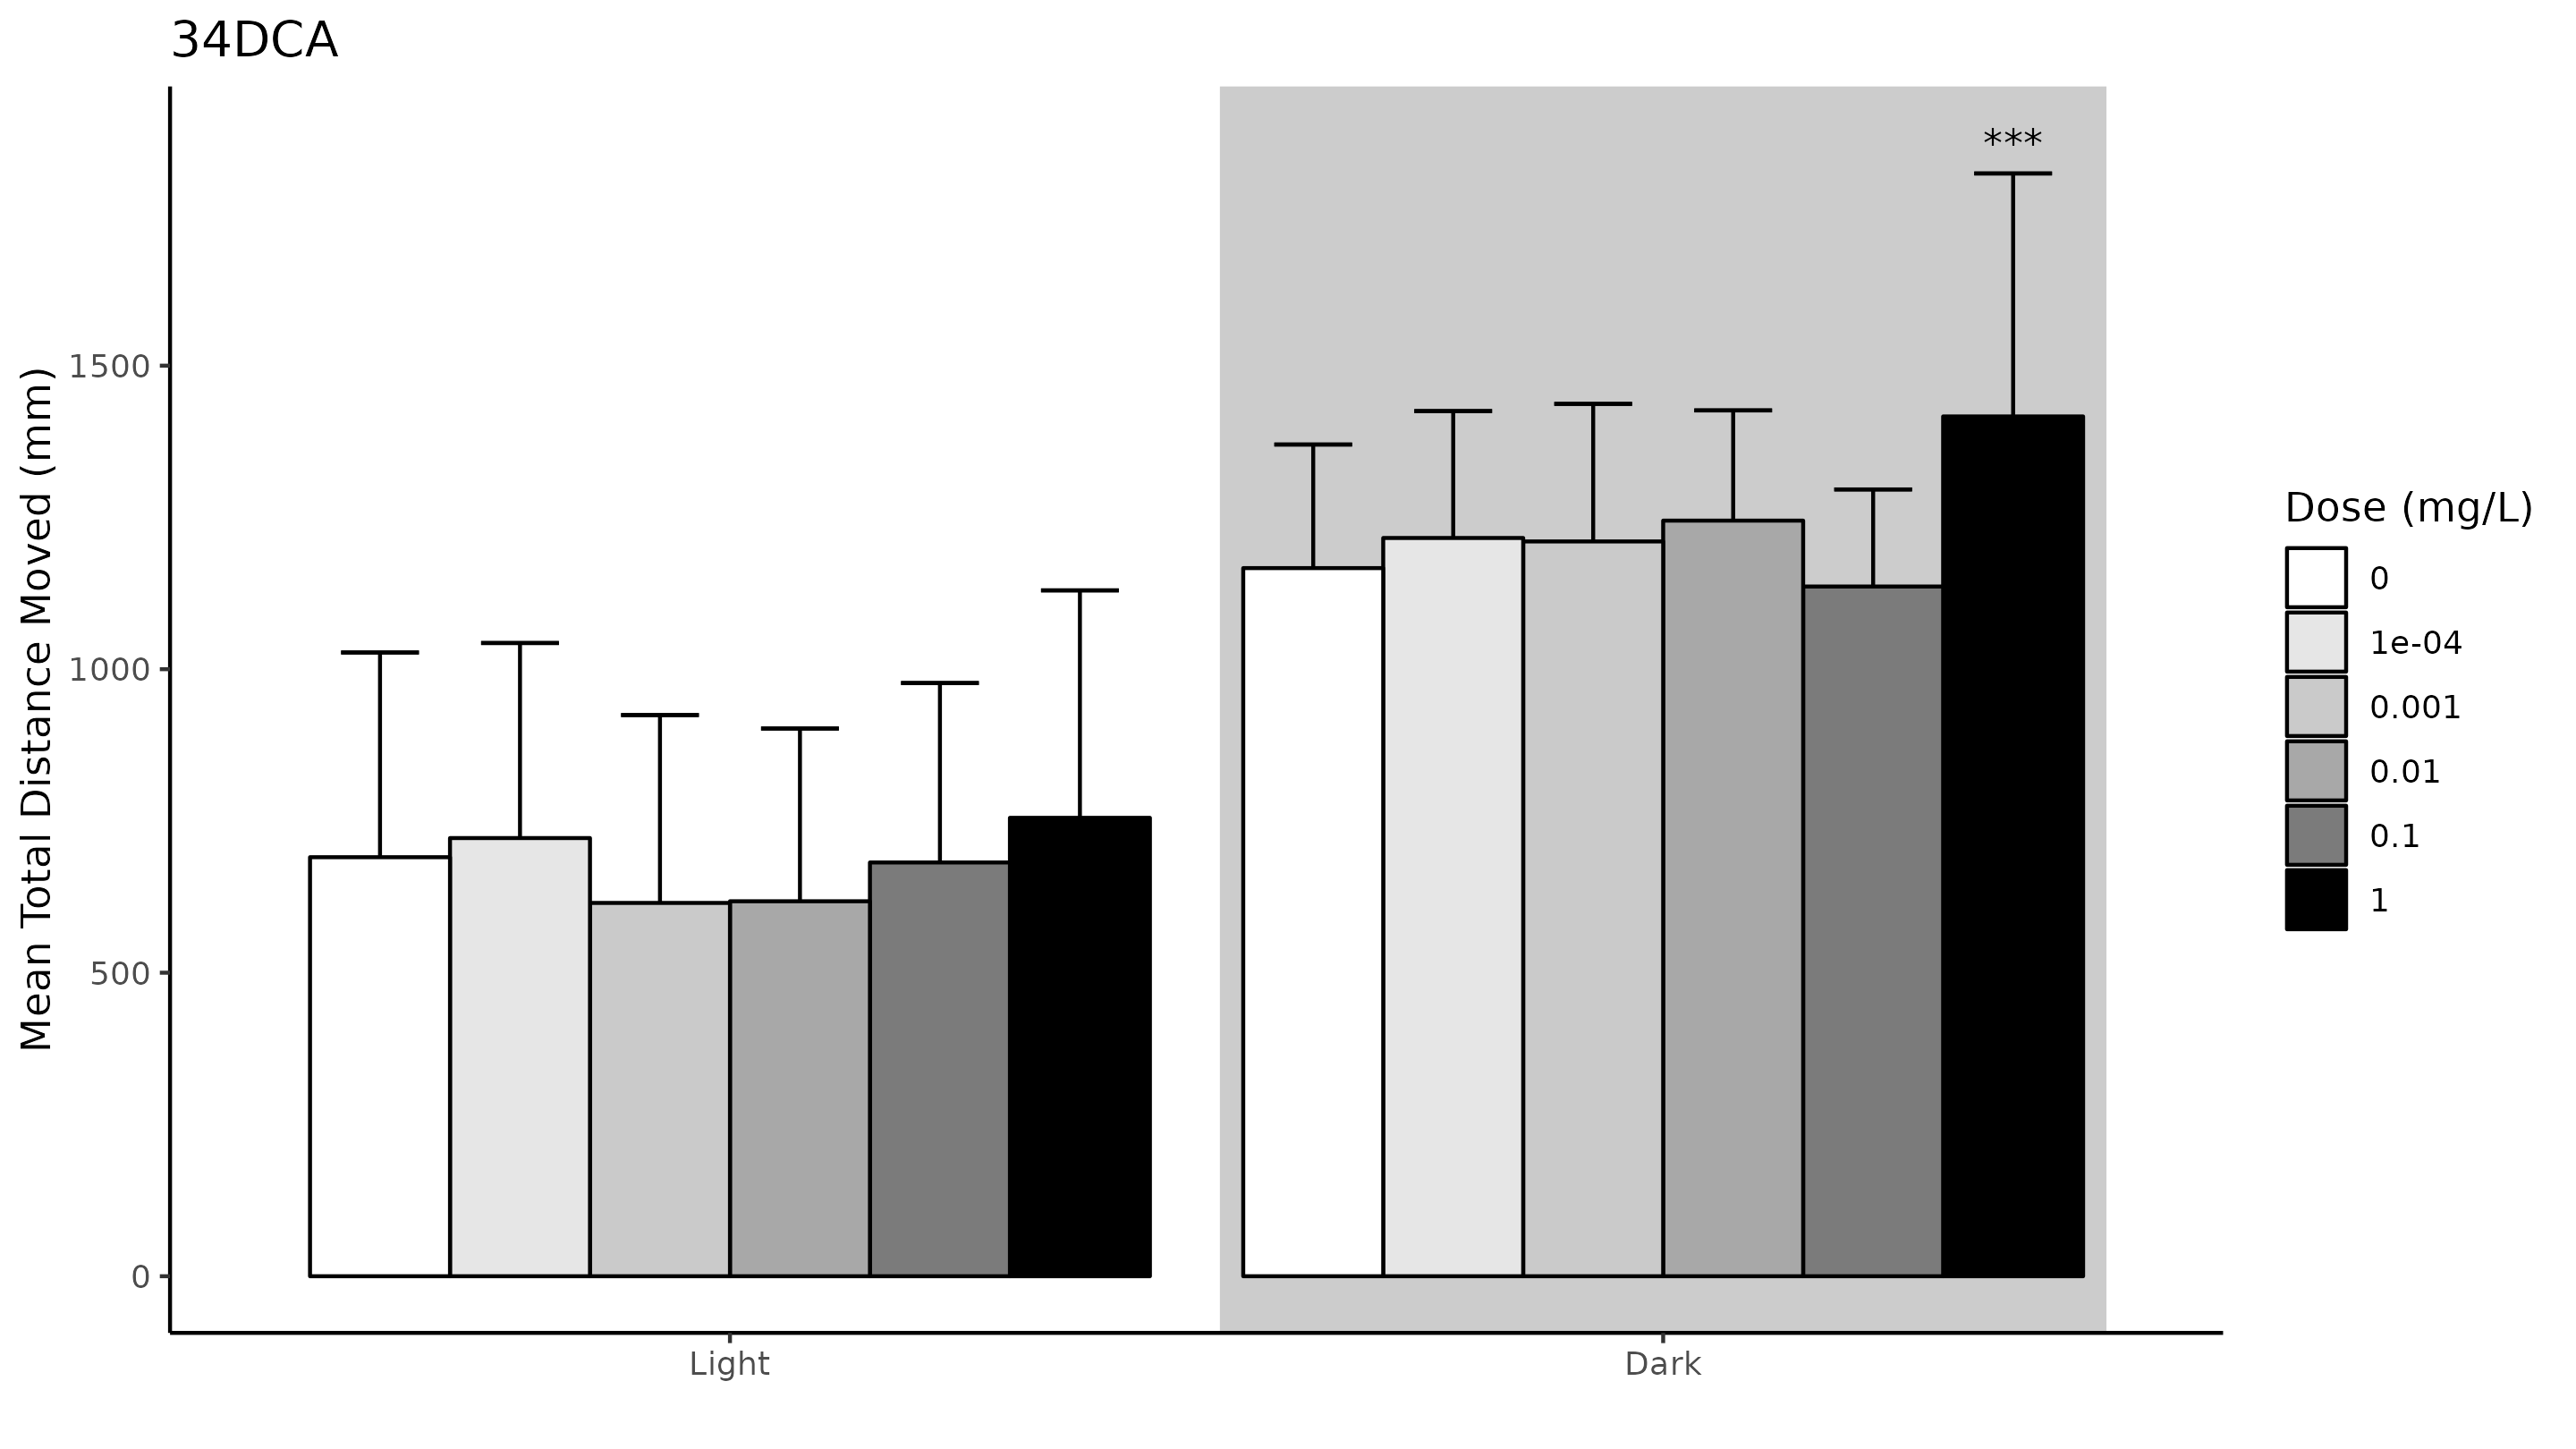 34DCA
***
Mean Total Distance Moved (mm)
1500
1000
500
0
Light
Dark
Dose (mg/L)
0
1e-04
0.001
0.01
0.1
1